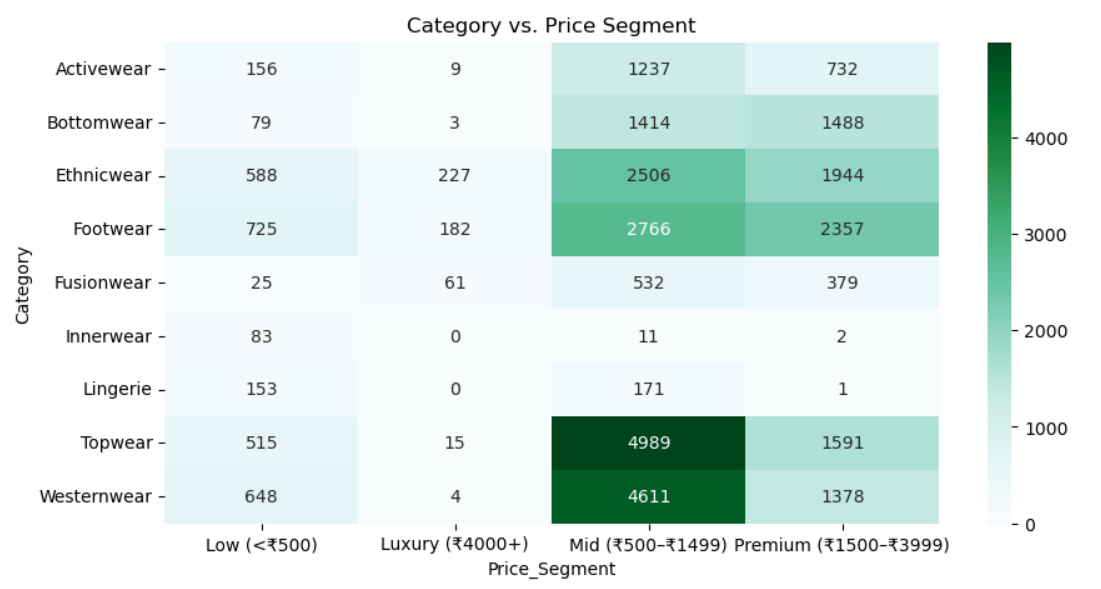 Category vs. Price Segment
Activewear 156 9 1237 732
Bottomwear 79 3 1414 1488
Ethnicwear 588 227 2506 1944
Footwear 725 182 2766 2357
Fusionwear 25 61 532 379
Innerwear 83 0 11 2
Lingerie 153 0 171 1
Topwear 515 15 4989 1591
Westernwear 648 4 4611 1378
Category
Low (<₹500) Luxury (₹4000+) Mid (₹500–₹1499) Premium (₹1500–₹3999)
Price_Segment
4000
3000
2000
1000
0